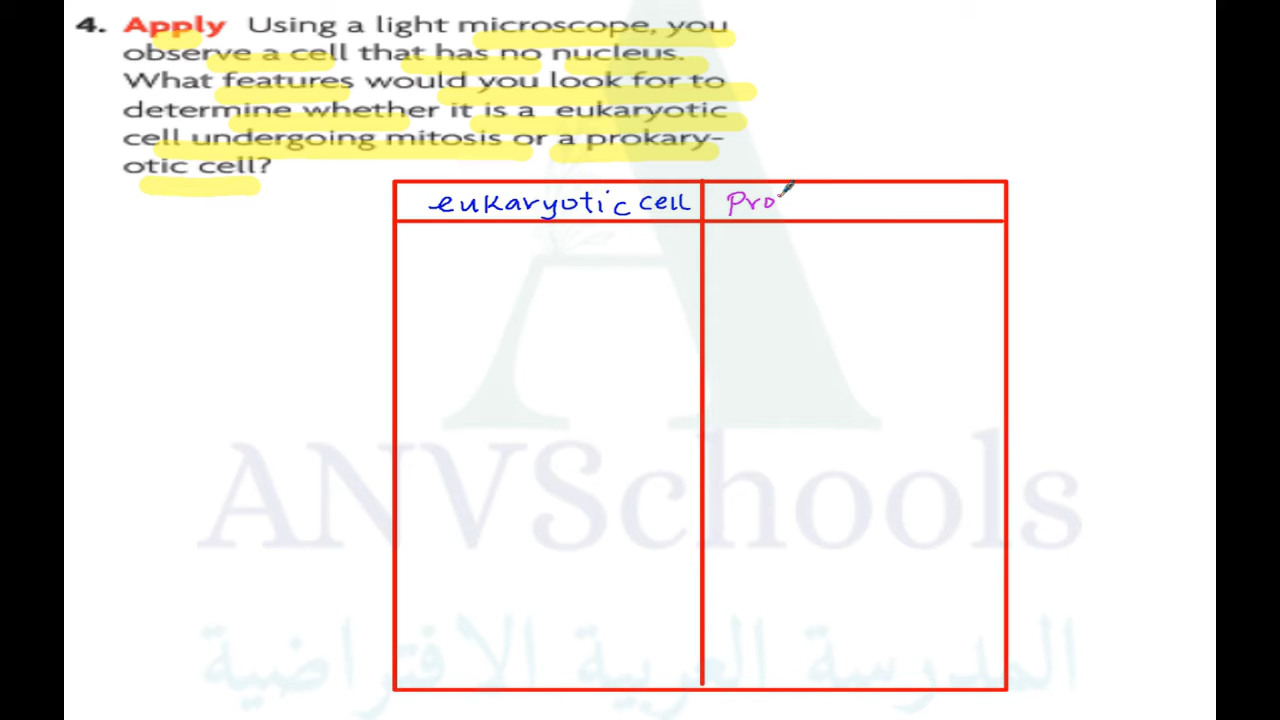 4. Apply Using a light microscope, you
observe a cell that has no nucleus.
What features would you look for to
determine whether it is a eukaryotic
cell undergoing mitosis or a prokary-
otic cell?
eukaryotic cell Pro
ANVSchools
المدرسة العربية الافتراضية